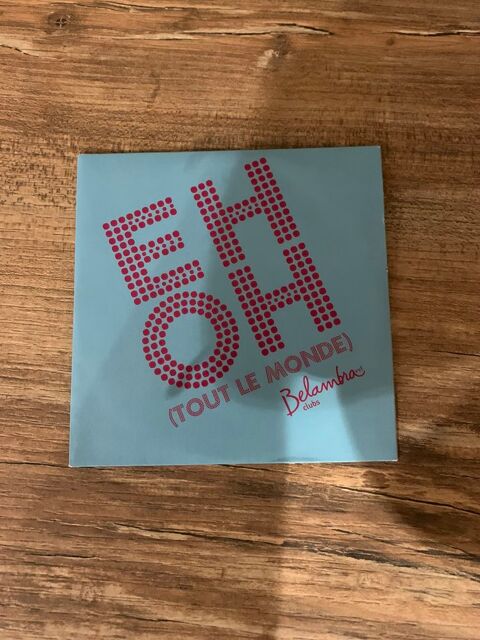 EH
OH
(TOUT LE MONDE)
Belambra
clubs